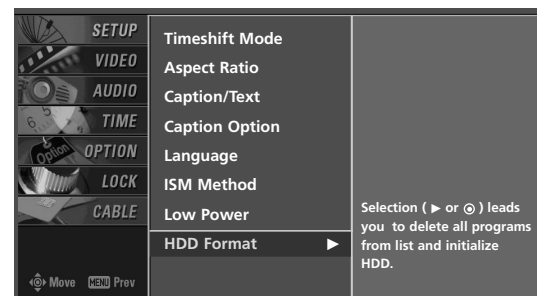 SETUP
VIDEO
AUDIO
TIME
OPTION
LOCK
CABLE
Move MENU Prev
Timeshift Mode
Aspect Ratio
Caption/Text
Caption Option
Language
ISM Method
Low Power
HDD Format ▶
Selection ( ▶ or ◉ ) leads
you to delete all programs
from list and initialize
HDD.